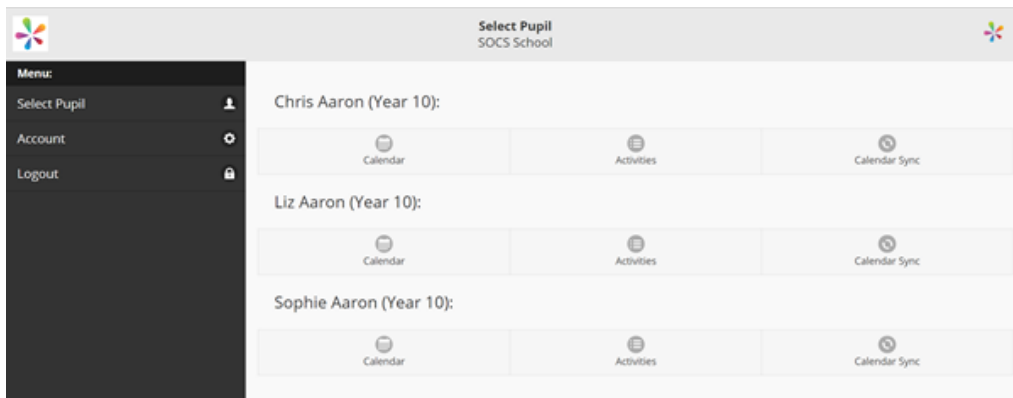 Select Pupil
SOCS School
Menu:
Select Pupil
Account
Logout
Chris Aaron (Year 10):
Calendar Activities Calendar Sync
Liz Aaron (Year 10):
Calendar Activities Calendar Sync
Sophie Aaron (Year 10):
Calendar Activities Calendar Sync